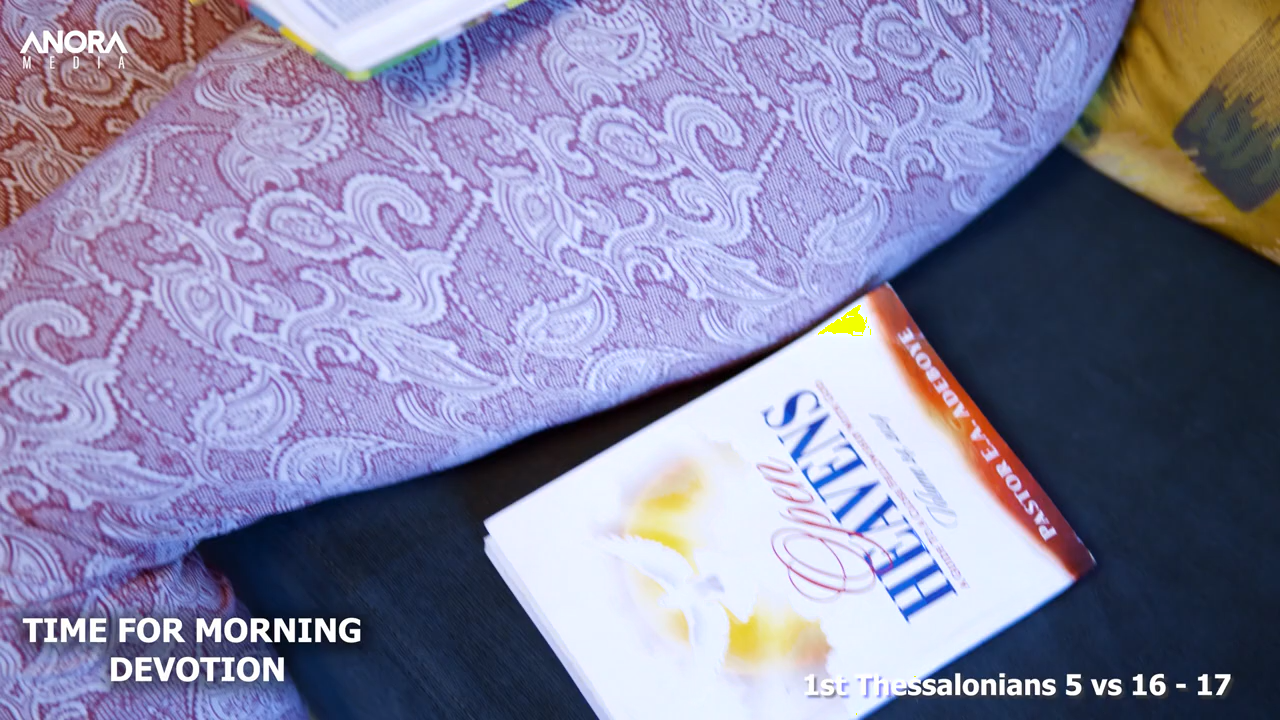 ANORA
MEDIA
PASTOR E.A. ADEBOYE
Open
HEAVENS
TIME FOR MORNING
DEVOTION
1st Thessalonians 5 vs 16 - 17